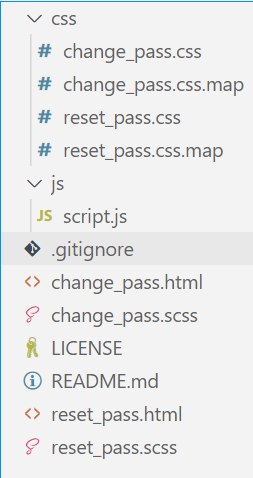 css
# change_pass.css
# change_pass.css.map
# reset_pass.css
# reset_pass.css.map
js
JS script.js
.gitignore
<> change_pass.html
change_pass.scss
LICENSE
README.md
<> reset_pass.html
reset_pass.scss